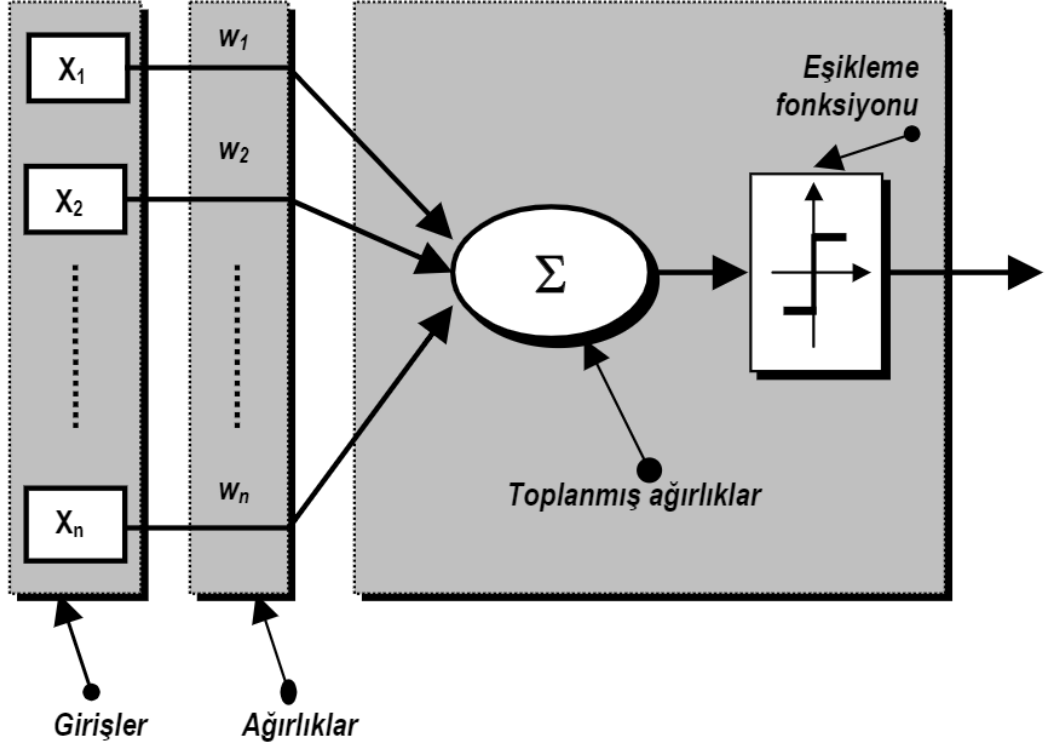 X1
w1
Eşikleme
fonksiyonu
X2
w2
Σ
Xn
wn
Toplanmış ağırlıklar
Girişler
Ağırlıklar